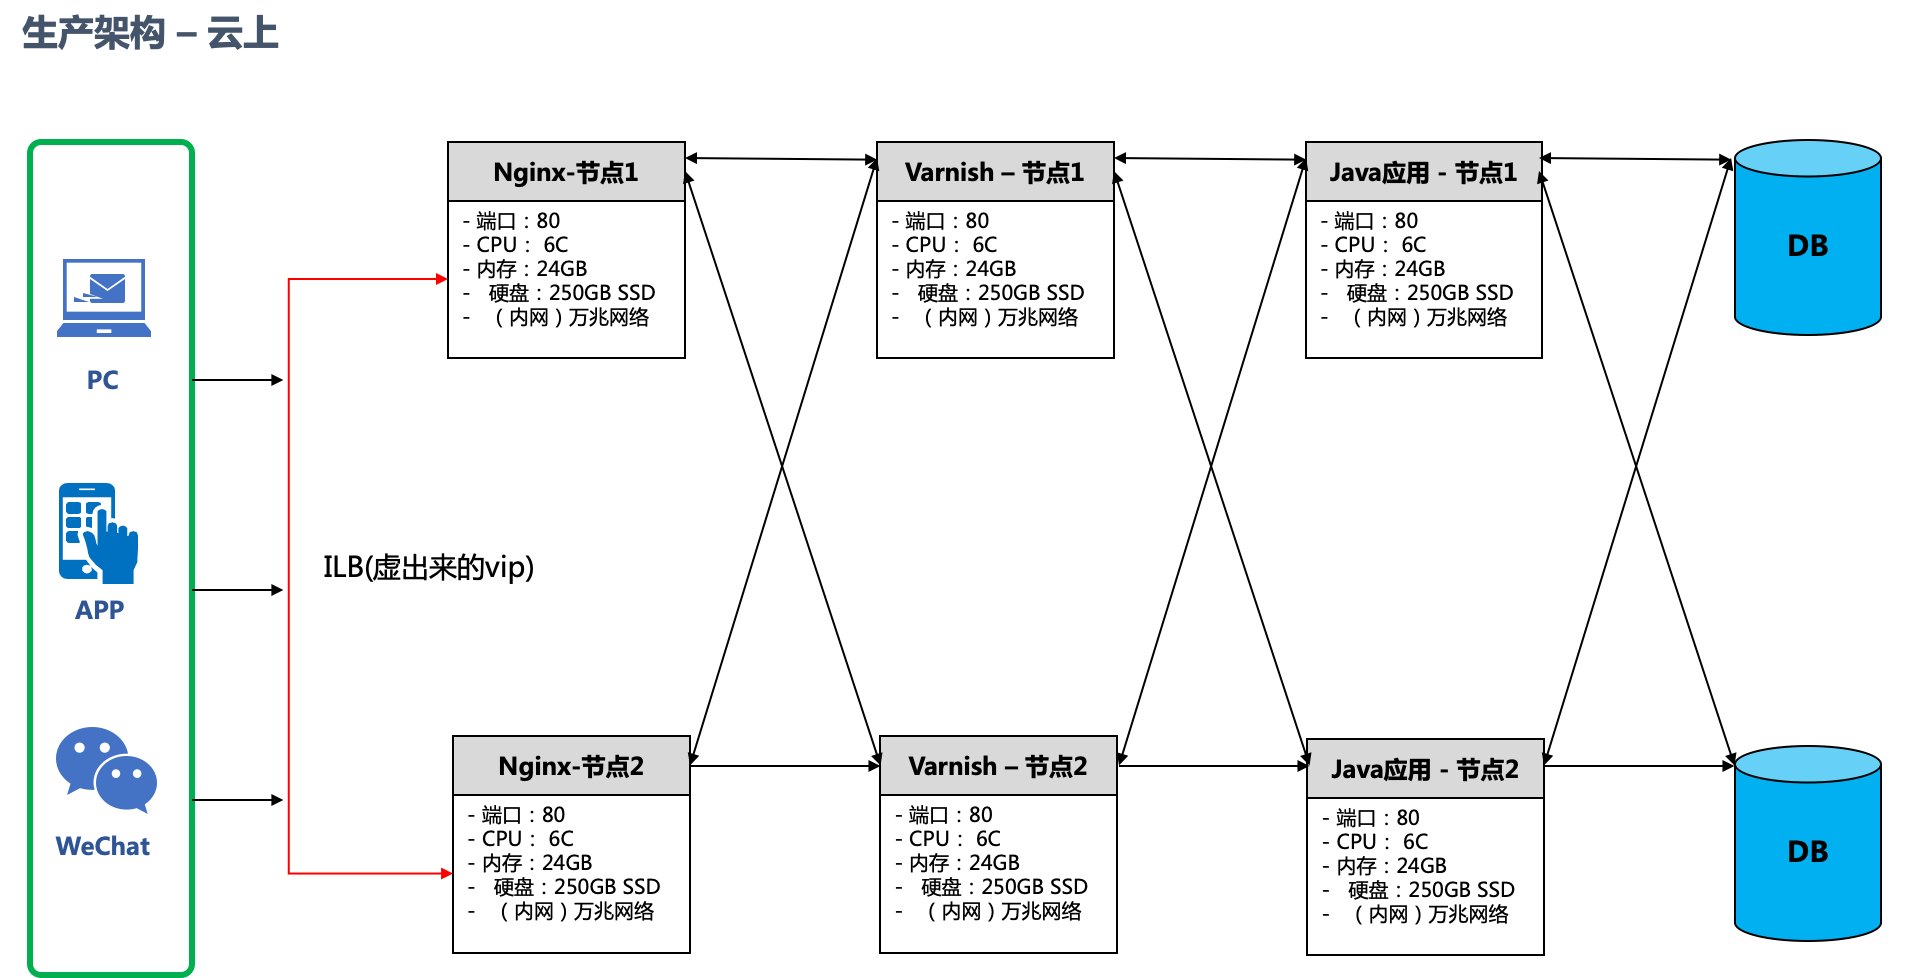 生产架构 – 云上
PC
APP
WeChat
ILB(虚出来的vip)
Nginx-节点1
- 端口：80
- CPU： 6C
- 内存：24GB
- 硬盘：250GB SSD
- （内网）万兆网络
Varnish – 节点1
- 端口：80
- CPU： 6C
- 内存：24GB
- 硬盘：250GB SSD
- （内网）万兆网络
Java应用 - 节点1
- 端口：80
- CPU： 6C
- 内存：24GB
- 硬盘：250GB SSD
- （内网）万兆网络
DB
Nginx-节点2
- 端口：80
- CPU： 6C
- 内存：24GB
- 硬盘：250GB SSD
- （内网）万兆网络
Varnish – 节点2
- 端口：80
- CPU： 6C
- 内存：24GB
- 硬盘：250GB SSD
- （内网）万兆网络
Java应用 - 节点2
- 端口：80
- CPU： 6C
- 内存：24GB
- 硬盘：250GB SSD
- （内网）万兆网络
DB